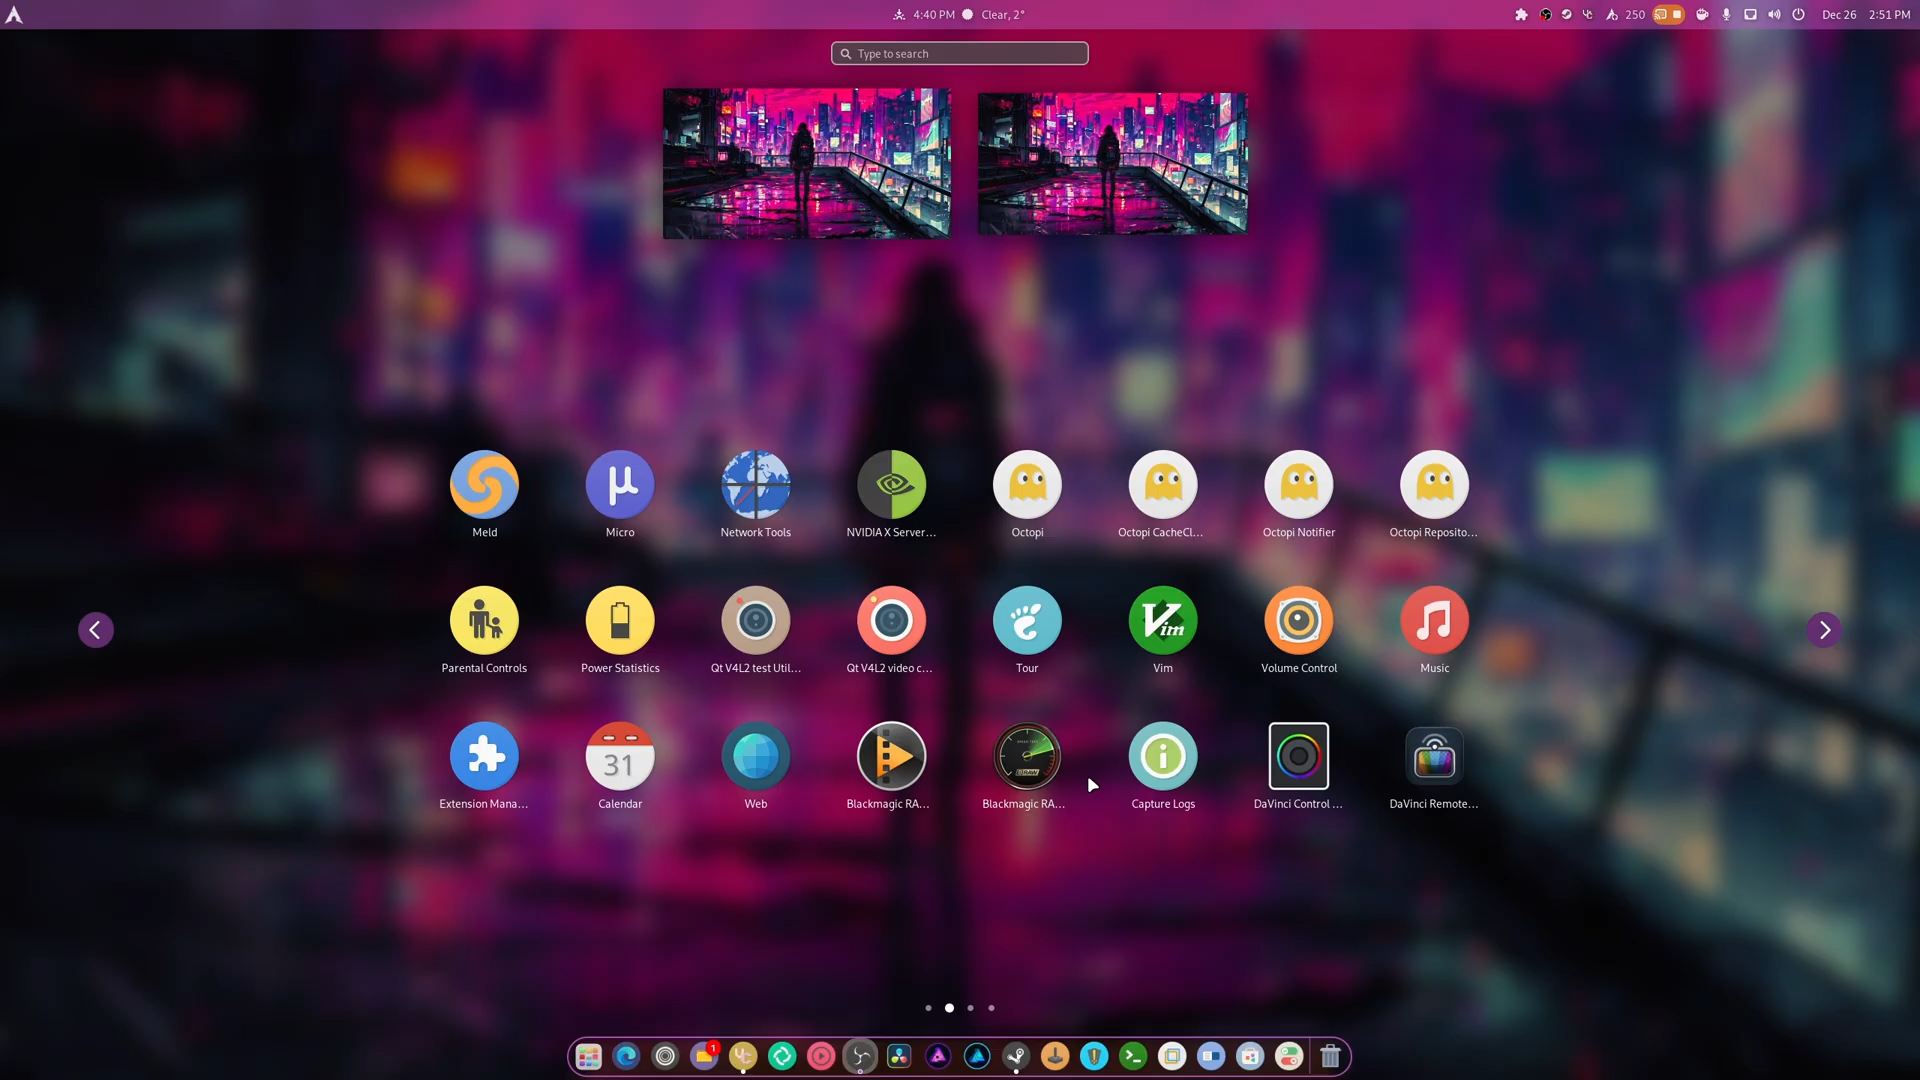 4:40 PM Clear, 2° 250 Dec 26 2:51 PM
Type to search
Meld Micro Network Tools NVIDIA X Server... Octopi Octopi CacheCl... Octopi Notifier Octopi Reposito...
Parental Controls Power Statistics Qt V4L2 test Util... Qt V4L2 video c... Tour Vim Volume Control Music
31
Extension Mana... Calendar Web Blackmagic RA... Blackmagic RA... Capture Logs DaVinci Control ... DaVinci Remote...
1